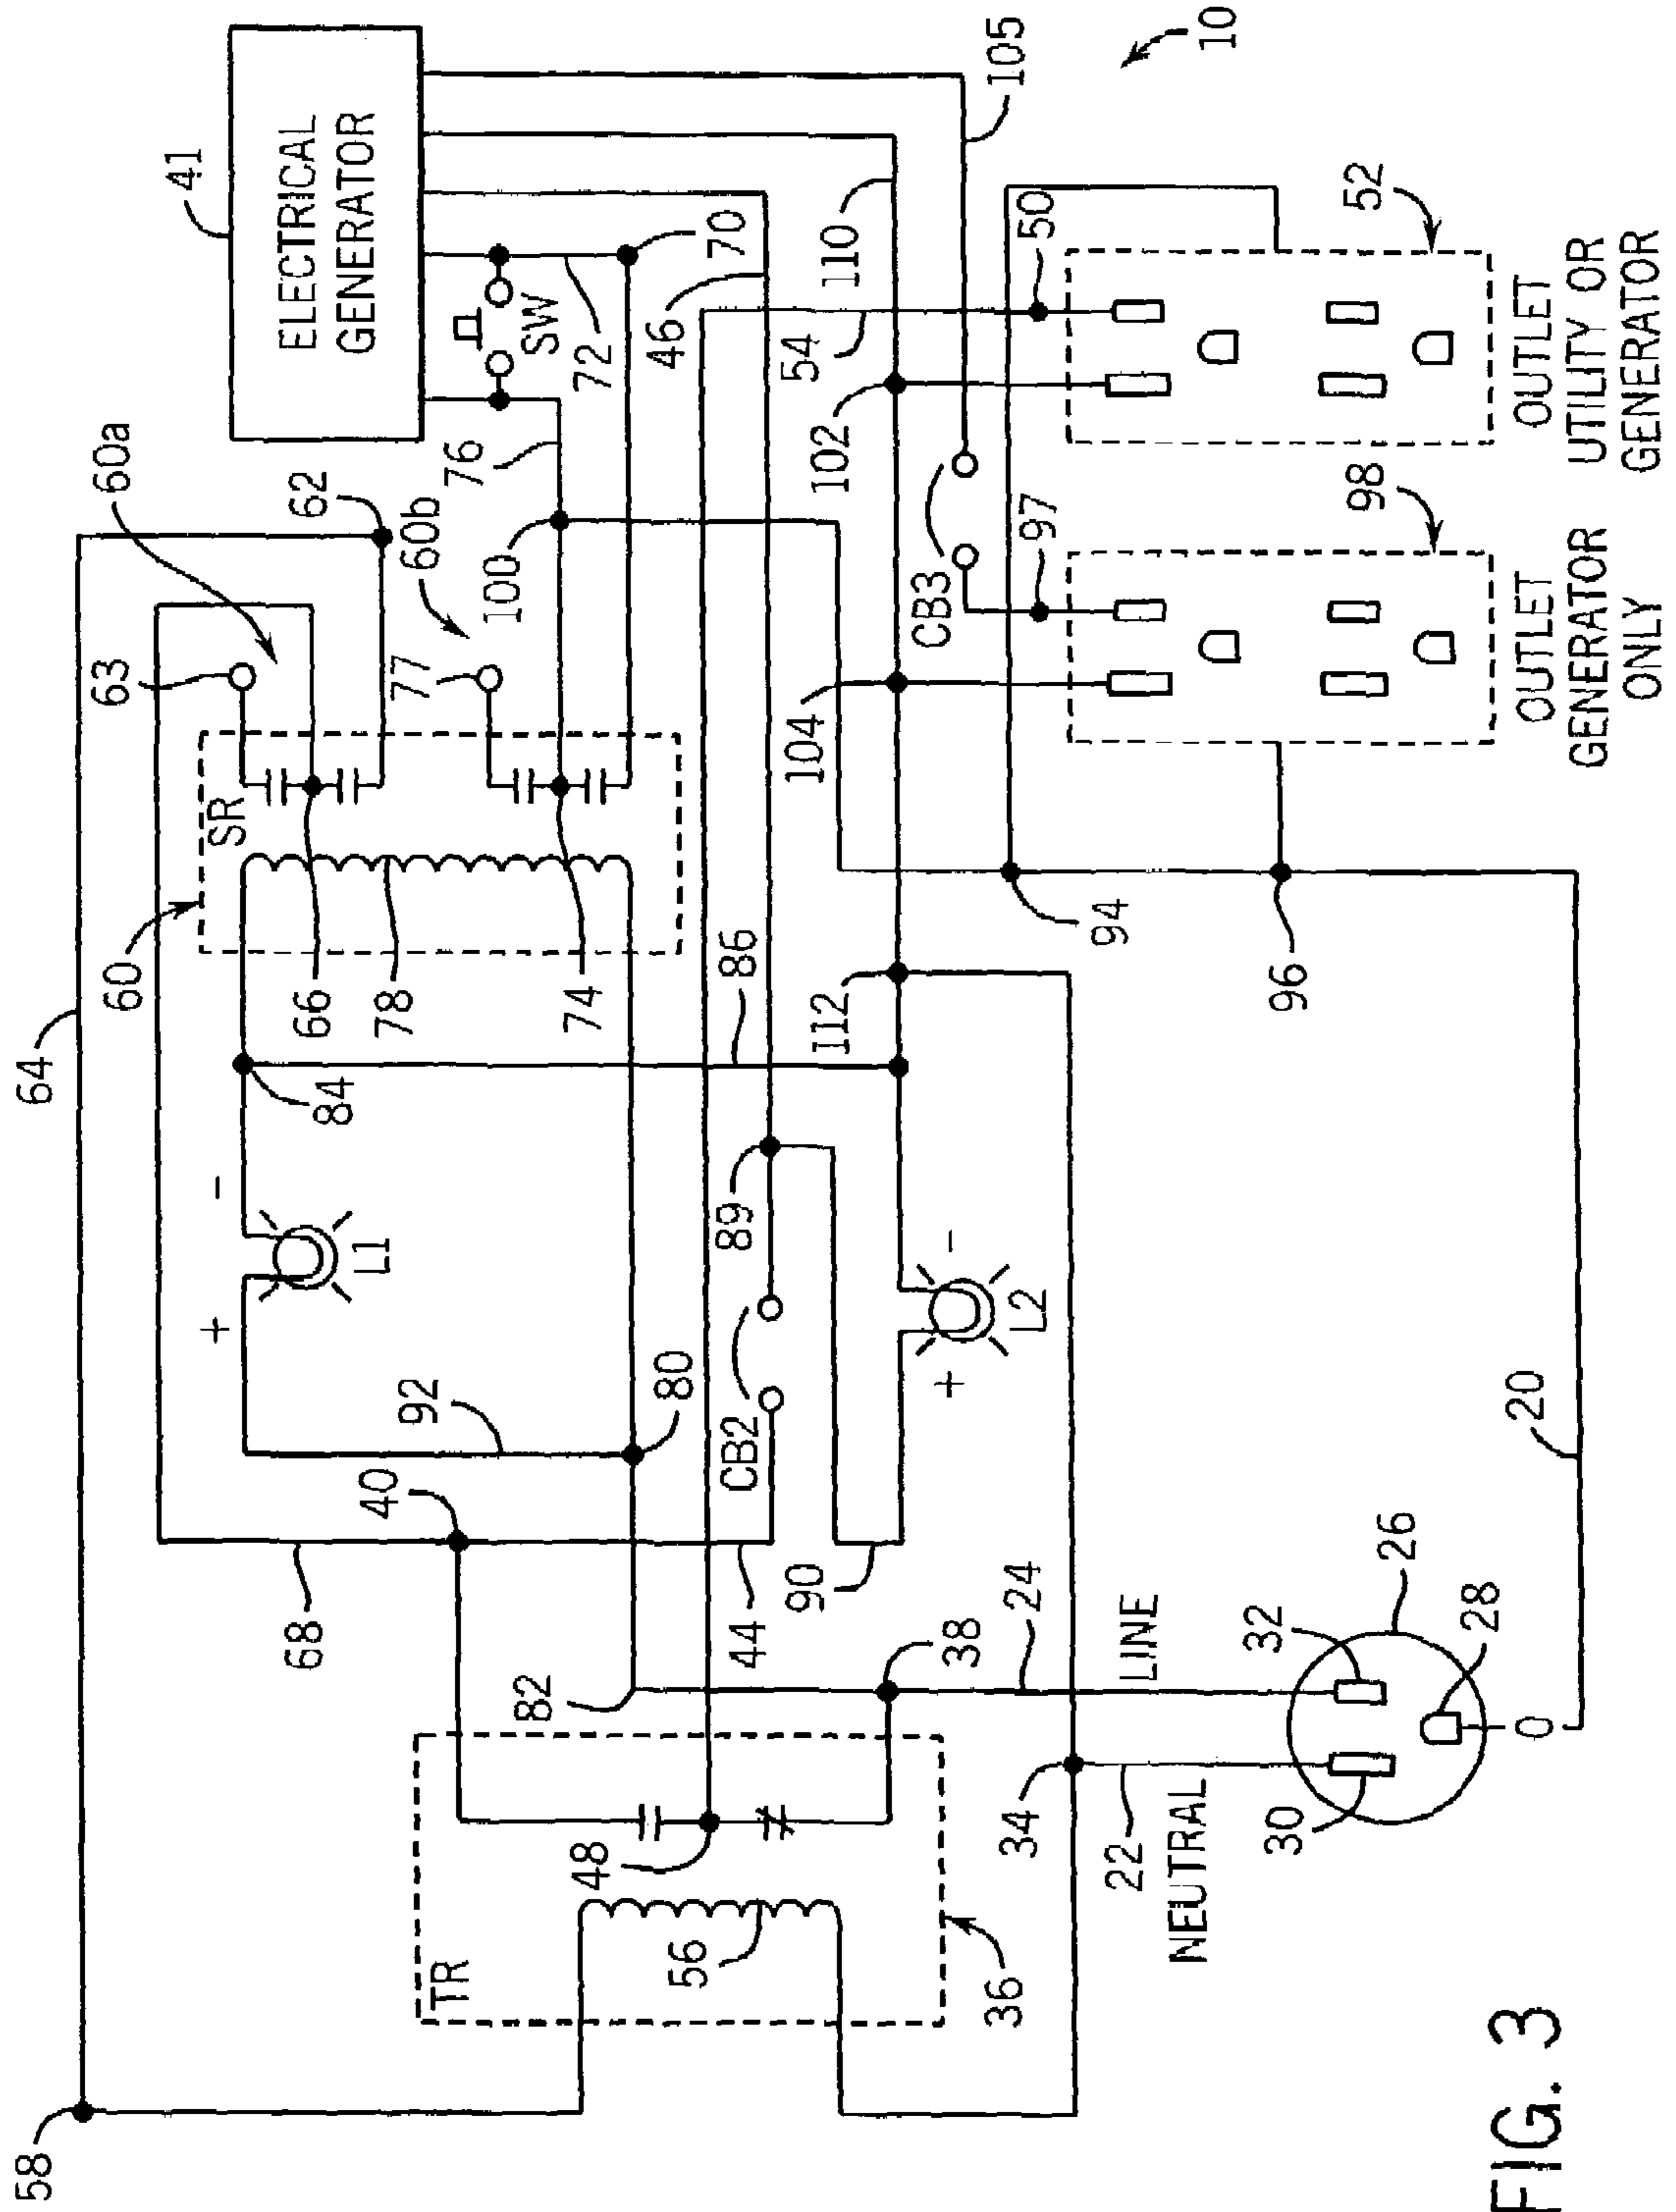 58
64
68
40
+
-
L1
92
80
84
60
SR
66
78
74
63
60a
62
77
60b
100
76
41
ELECTRICAL
GENERATOR
SW
72
70
46
TR
56
36
48
82
44
CB2
89
86
90
+
-
L2
38
24
LINE
34
22
NEUTRAL
30
32
26
28
0
20
112
104
102
54
110
105
10
CB3
97
50
94
96
98
52
OUTLET
GENERATOR
ONLY
OUTLET
UTILITY OR
GENERATOR
FIG. 3